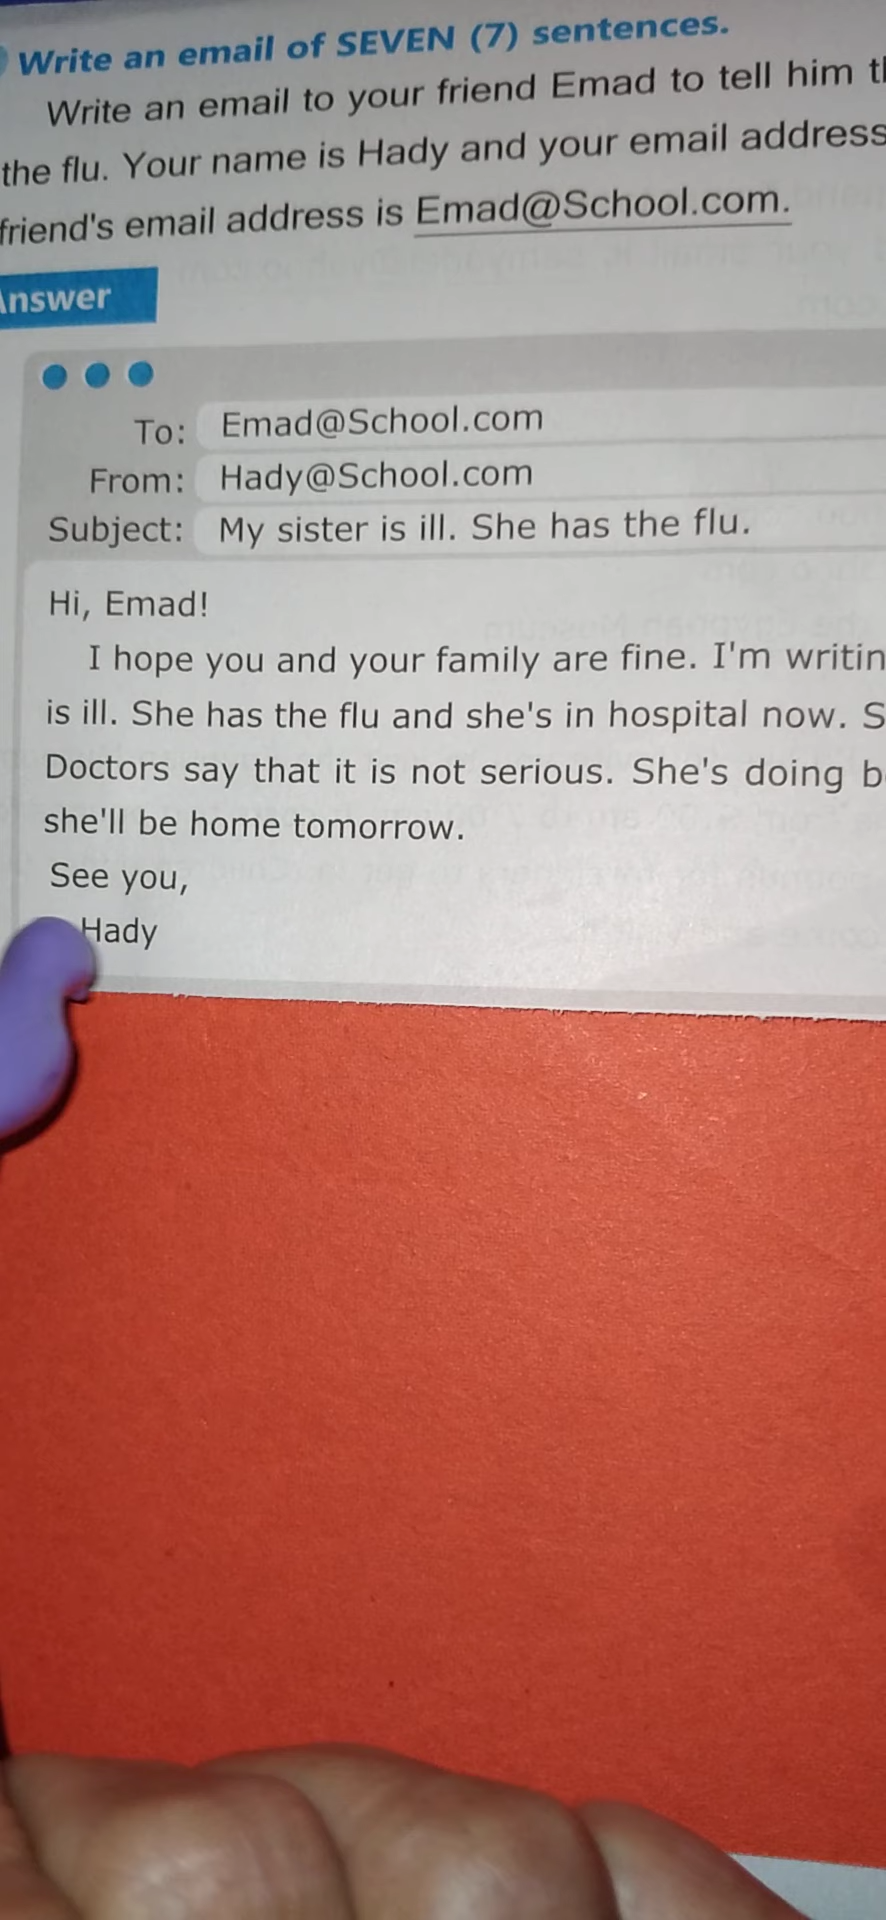 Write an email of SEVEN (7) sentences.
Write an email to your friend Emad to tell him
the flu. Your name is Hady and your email address
friend's email address is Emad@School.com.
Answer
To: Emad@School.com
From: Hady@School.com
Subject: My sister is ill. She has the flu.
Hi, Emad!
I hope you and your family are fine. I'm
is ill. She has the flu and she's in hospital now.
Doctors say that it is not serious. She's doing
she'll be home tomorrow.
See you,
Hady